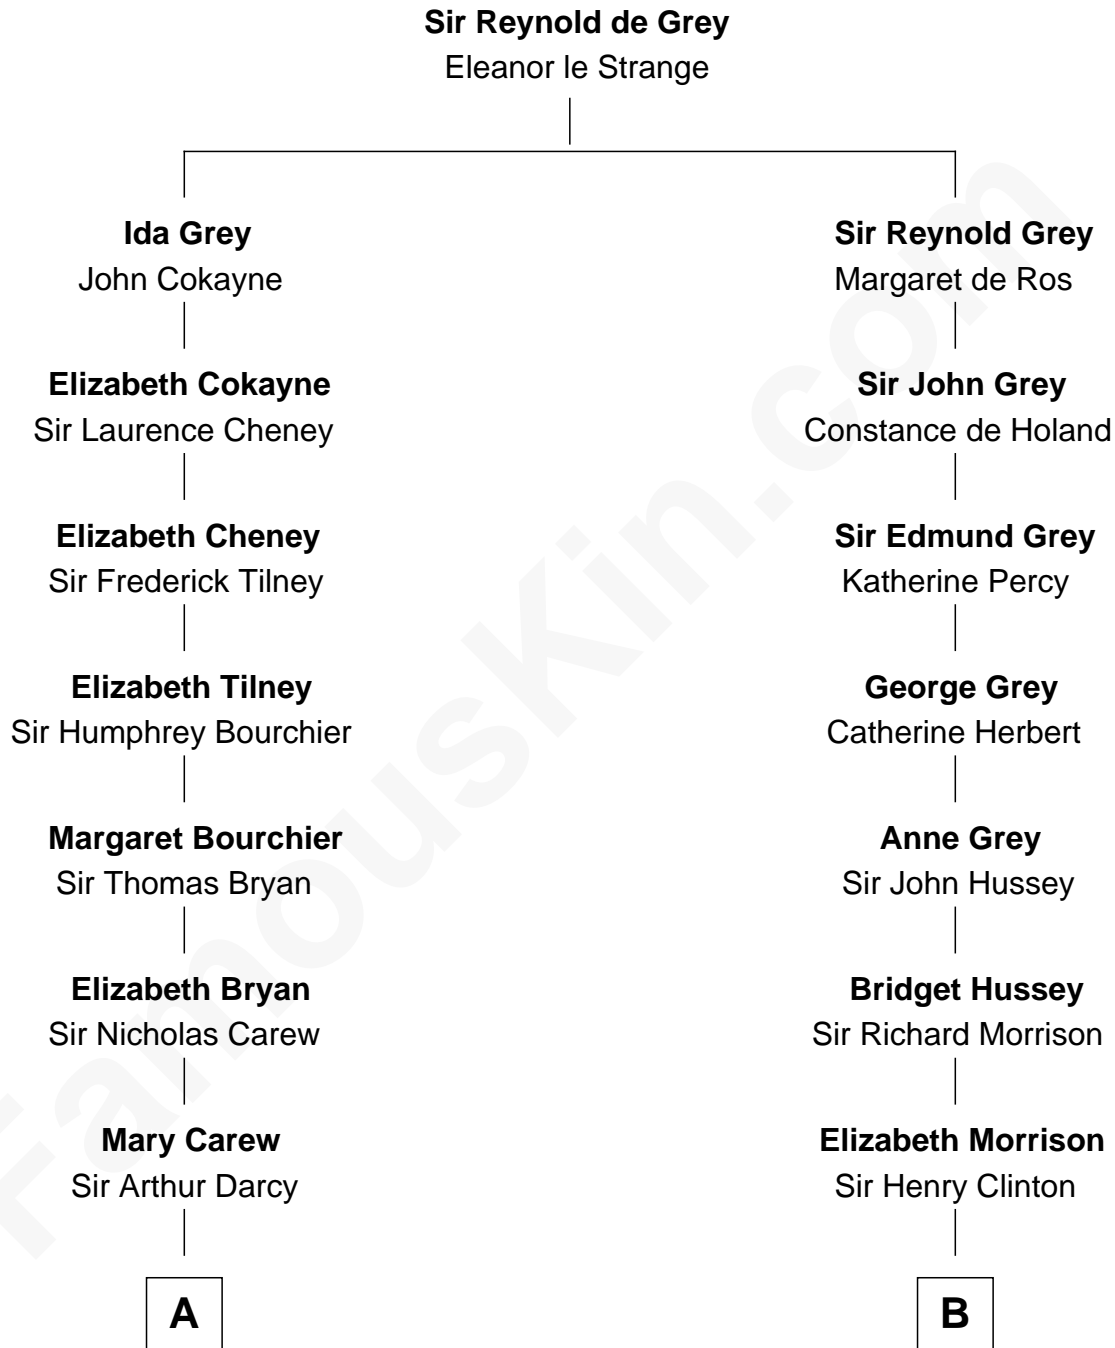 Sir Reynold de Grey
Eleanor le Strange
Ida Grey
John Cokayne
Sir Reynold Grey
Margaret de Ros
Elizabeth Cokayne
Sir Laurence Cheney
Sir John Grey
Constance de Holand
Elizabeth Cheney
Sir Frederick Tilney
Sir Edmund Grey
Katherine Percy
Elizabeth Tilney
Sir Humphrey Bourchier
George Grey
Catherine Herbert
Margaret Bourchier
Sir Thomas Bryan
Anne Grey
Sir John Hussey
Elizabeth Bryan
Sir Nicholas Carew
Bridget Hussey
Sir Richard Morrison
Mary Carew
Sir Arthur Darcy
Elizabeth Morrison
Sir Henry Clinton
A
B
FamousKin.com